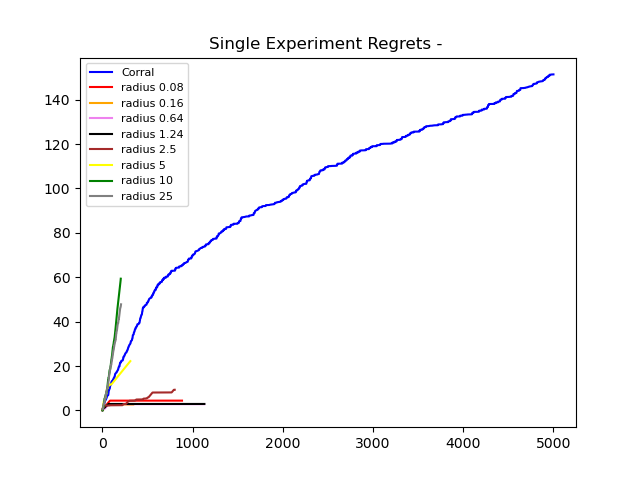 Single Experiment Regrets -
Corral
radius 0.08
radius 0.16
radius 0.64
radius 1.24
radius 2.5
radius 5
radius 10
radius 25
140
120
100
80
60
40
20
0
0 1000 2000 3000 4000 5000